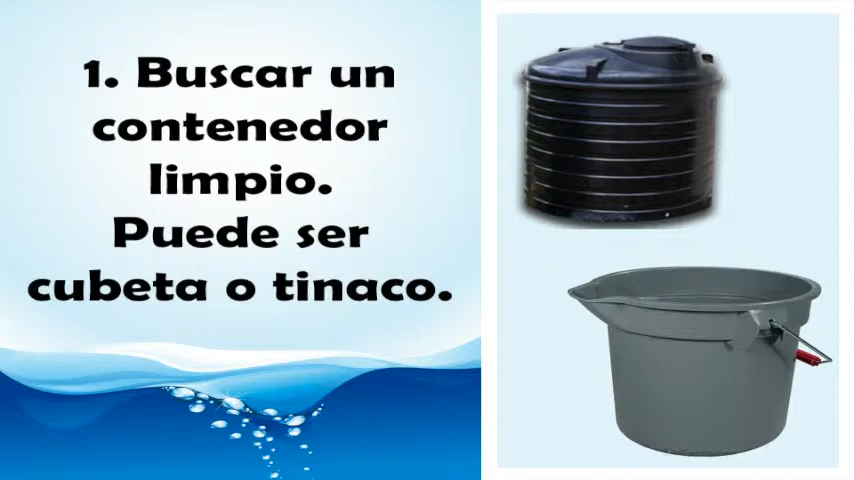 1. Buscar un
contenedor
limpio.
Puede ser
cubeta o tinaco.